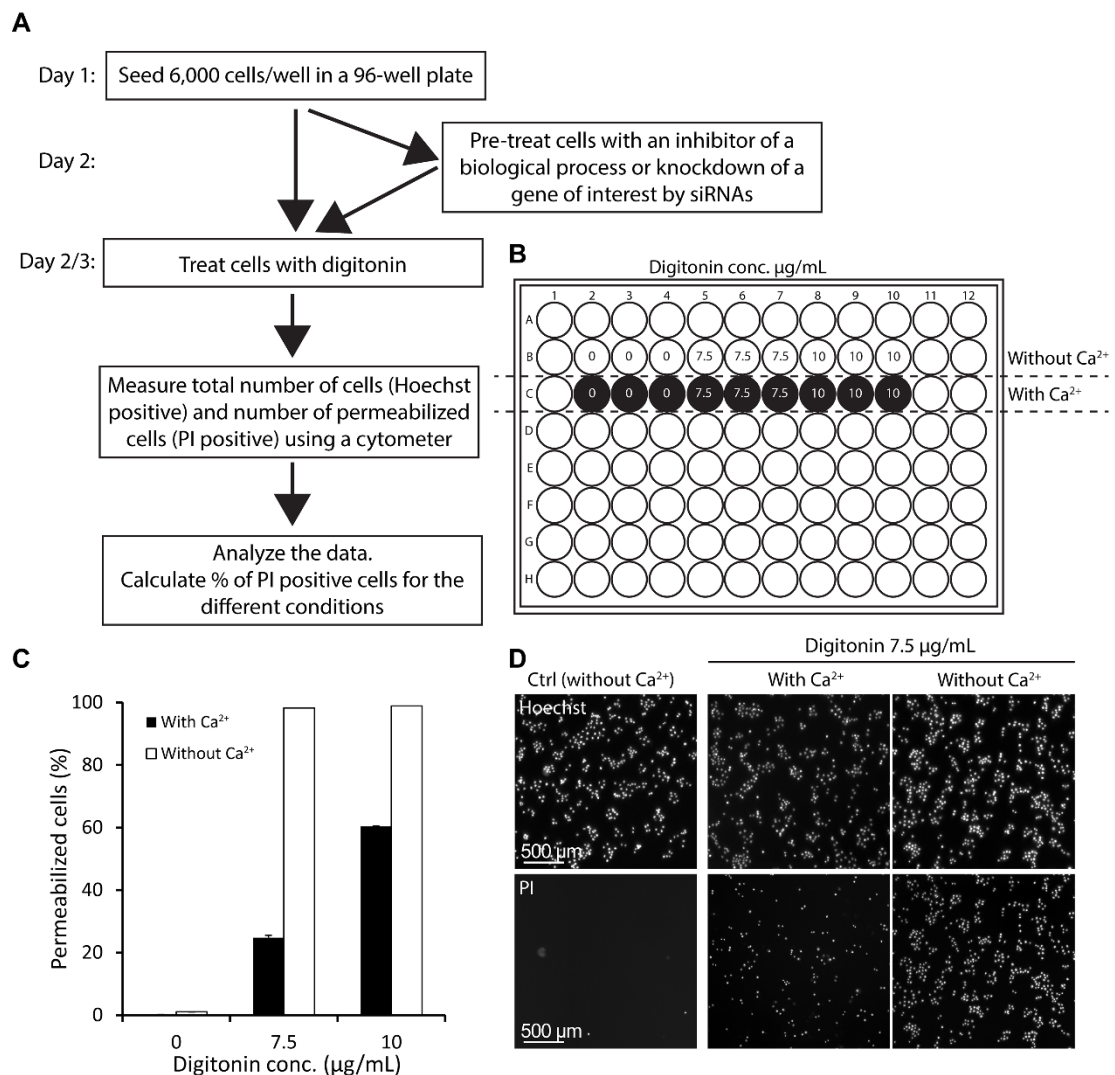 A
Day 1:
Seed 6,000 cells/well in a 96-well plate
Day 2:
Pre-treat cells with an inhibitor of a
biological process or knockdown of a
gene of interest by siRNAs
Day 2/3:
Treat cells with digitonin
Measure total number of cells (Hoechst
positive) and number of permeabilized
cells (PI positive) using a cytometer
Analyze the data.
Calculate % of PI positive cells for the
different conditions
B
Digitonin conc. µg/mL
1 2 3 4 5 6 7 8 9 10 11 12
A
B 0 0 0 7.5 7.5 7.5 10 10 10 Without Ca²⁺
C 0 0 0 7.5 7.5 7.5 10 10 10 With Ca²⁺
D
E
F
G
H
C
Permeabilized cells (%)
100
80
60
40
20
0
With Ca²⁺
Without Ca²⁺
0 7.5 10
Digitonin conc. (µg/mL)
D
Digitonin 7.5 µg/mL
Ctrl (without Ca²⁺) With Ca²⁺ Without Ca²⁺
Hoechst
500 µm
PI
500 µm